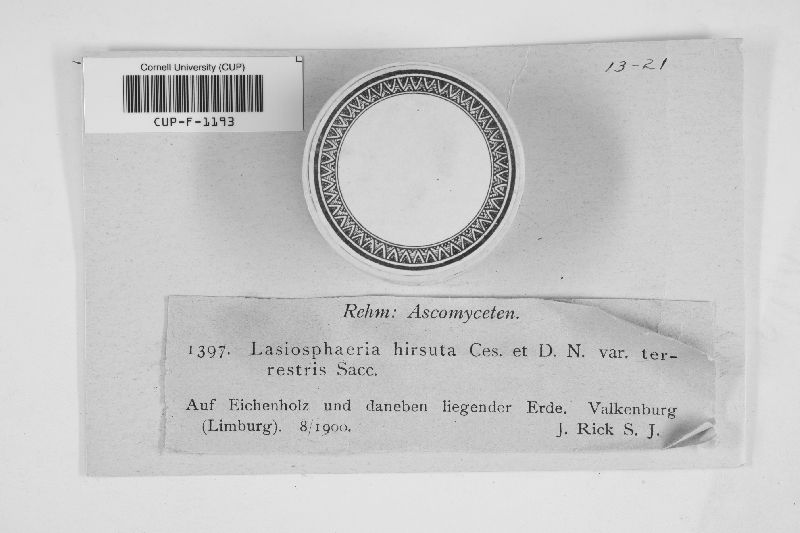 Cornell University (CUP)
CUP-F-1193
13-21
Rehm: Ascomyceten.
1397. Lasiosphaeria hirsuta Ces. et D. N. var. ter-
restris Sacc.
Auf Eichenholz und daneben liegender Erde. Valkenburg
(Limburg). 8/1900. J. Rick S. J.